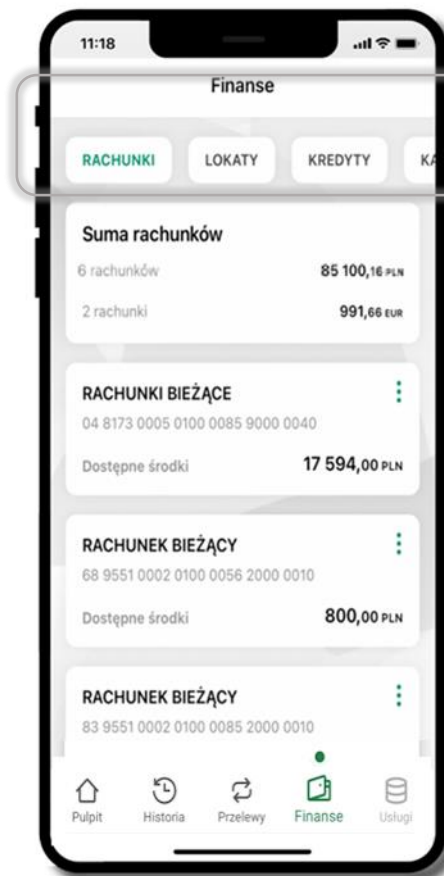 11:18
Finanse
RACHUNKI LOKATY KREDYTY
Suma rachunków
6 rachunków 85 100,16 PLN
2 rachunki 991,66 EUR
RACHUNKI BIEŻĄCE
04 8173 0005 0100 0085 9000 0040
Dostępne środki 17 594,00 PLN
RACHUNEK BIEŻĄCY
68 9551 0002 0100 0056 2000 0010
Dostępne środki 800,00 PLN
RACHUNEK BIEŻĄCY
83 9551 0002 0100 0085 2000 0010
Pulpit Historia Przelewy Finanse Usługi